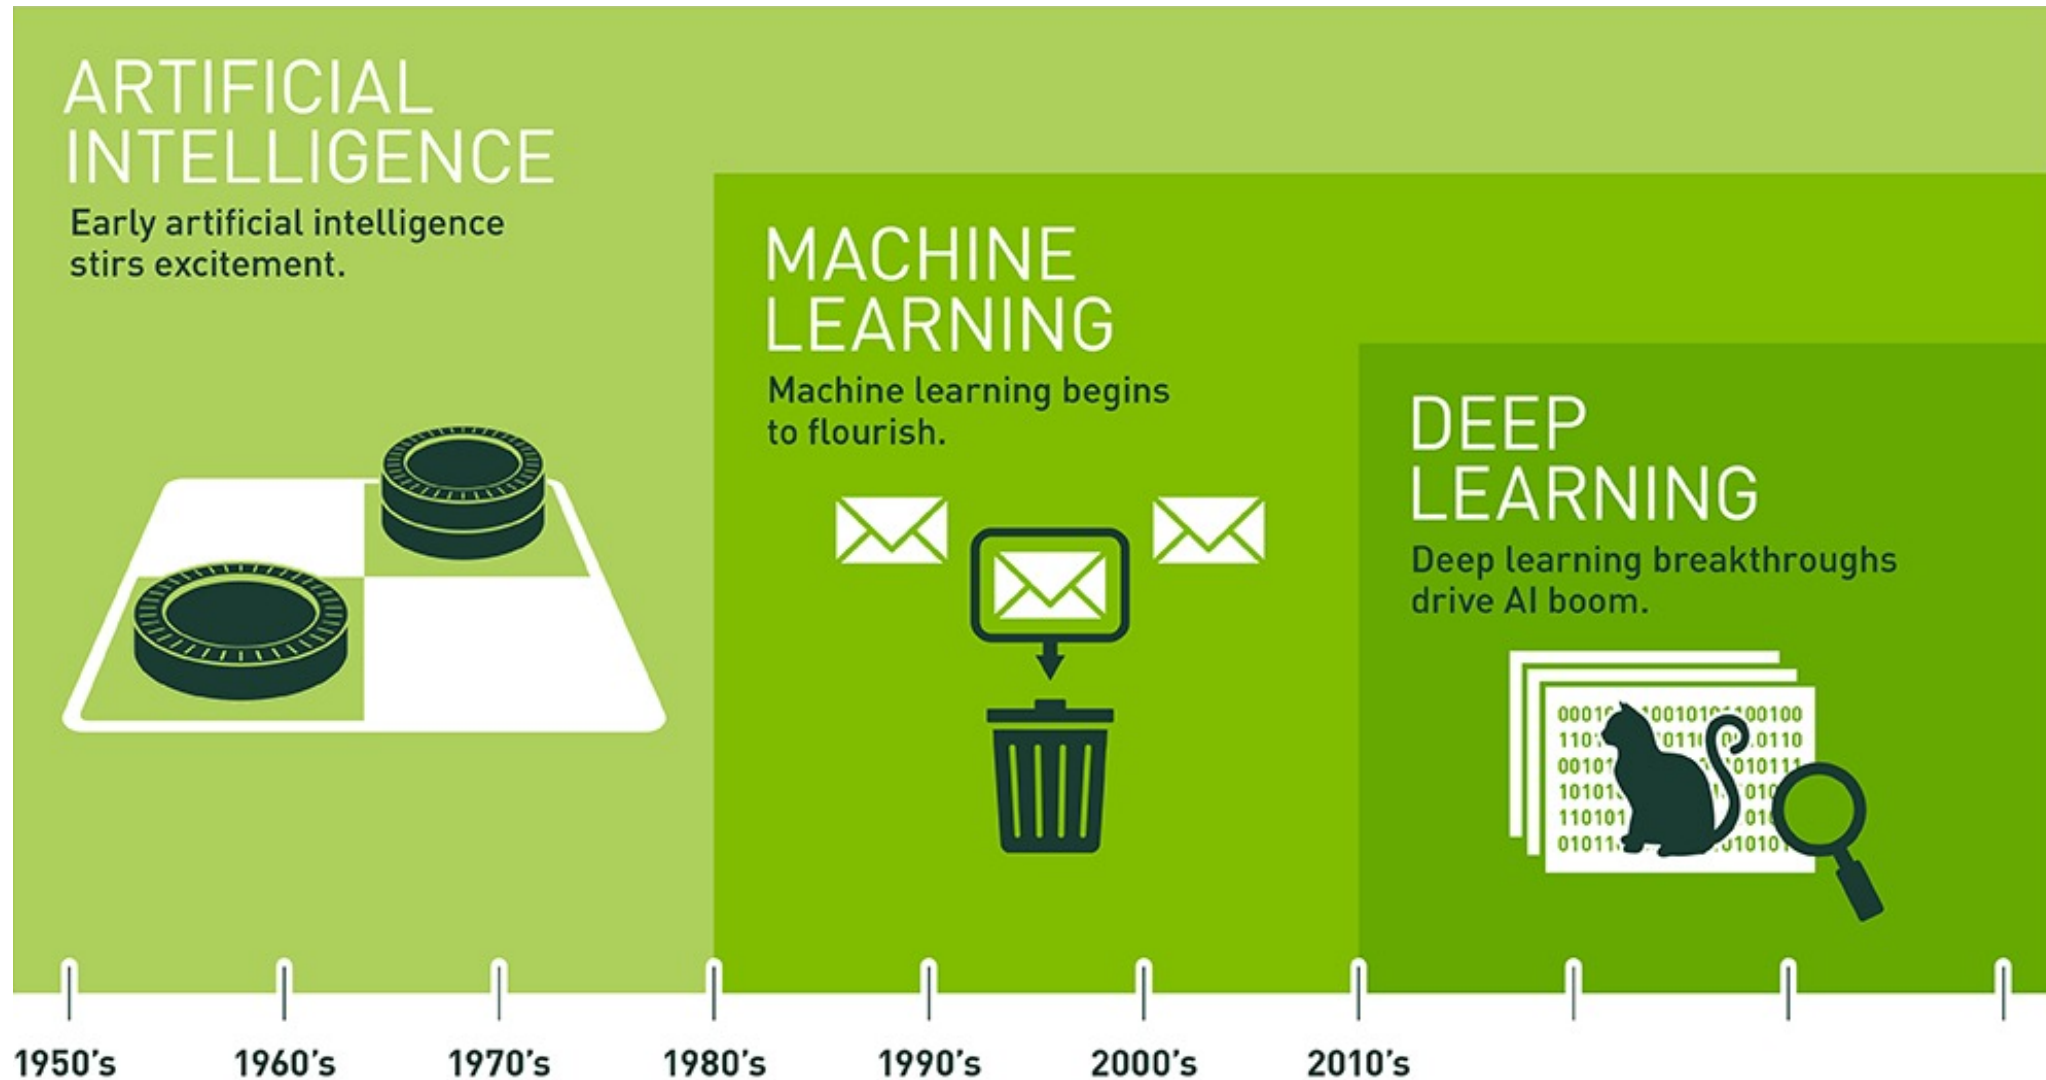 ARTIFICIAL
INTELLIGENCE
Early artificial intelligence
stirs excitement.
MACHINE
LEARNING
Machine learning begins
to flourish.
DEEP
LEARNING
Deep learning breakthroughs
drive AI boom.
1950's
1960's
1970's
1980's
1990's
2000's
2010's